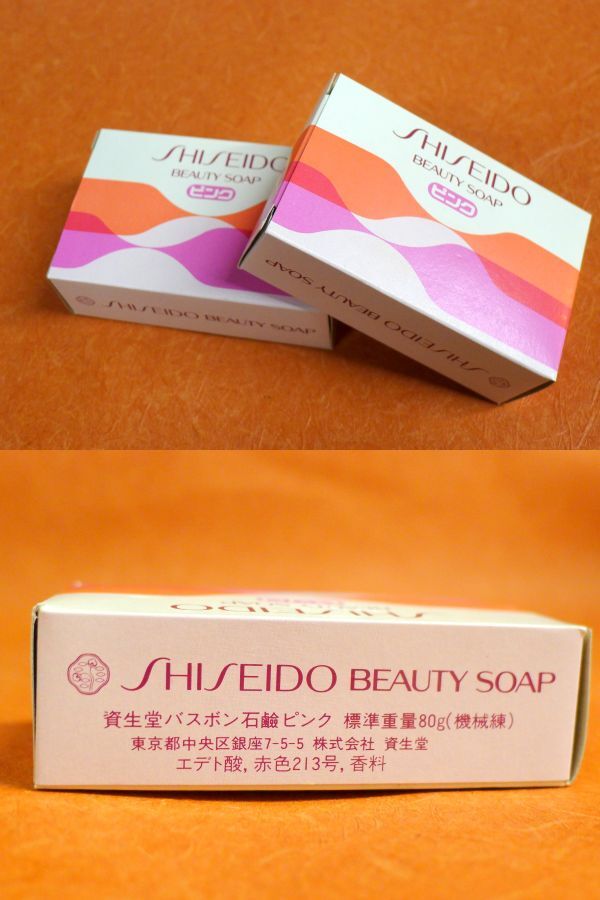 SHISEIDO
BEAUTY SOAP
ピンク
SHISEIDO BEAUTY SOAP
SHISEIDO
BEAUTY SOAP
ピンク
SHISEIDO BEAUTY SOAP
SHISEIDO
SHISEIDO BEAUTY SOAP
資生堂バスボン石鹸ピンク 標準重量80g(機械練)
東京都中央区銀座7-5-5 株式会社 資生堂
エデト酸, 赤色213号, 香料